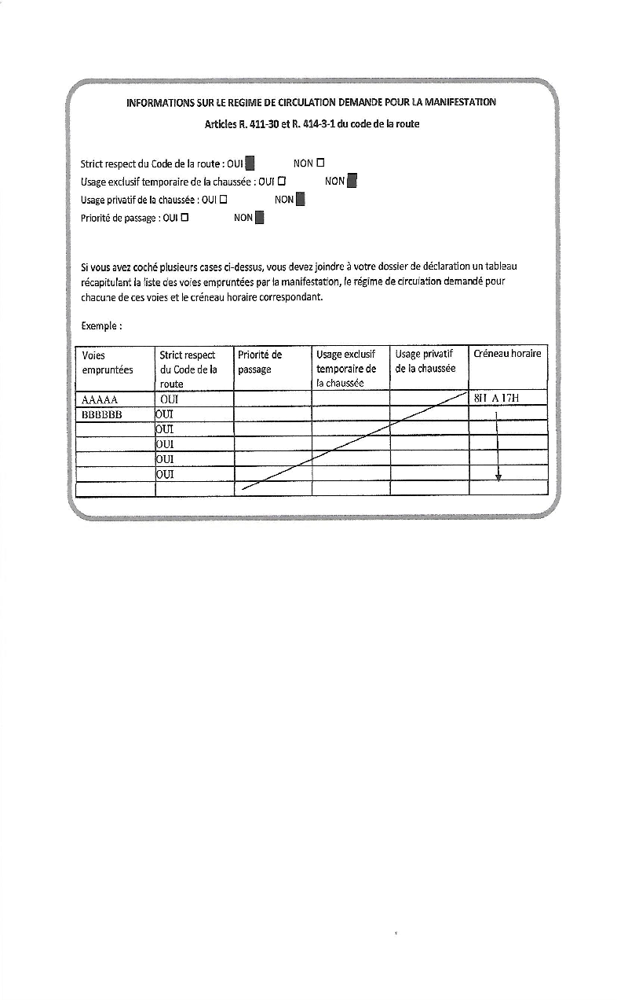 INFORMATIONS SUR LE REGIME DE CIRCULATION DEMANDE POUR LA MANIFESTATION
Articles R. 411-30 et R. 414-3-1 du code de la route
Strict respect du Code de la route : OUI ■ NON □
Usage exclusif temporaire de la chaussée : OUI □ NON ■
Usage privatif de la chaussée : OUI □ NON ■
Priorité de passage : OUI □ NON ■
Si vous avez coché plusieurs cases ci-dessus, vous devez joindre à votre dossier de déclaration un tableau
récapitulant la liste des voies empruntées par la manifestation, le régime de circulation demandé pour
chacune de ces voies et le créneau horaire correspondant.
Exemple :
Voies Strict respect Priorité de Usage exclusif Usage privatif Créneau horaire
empruntées du Code de la passage temporaire de de la chaussée
route la chaussée
AAAAA OUI 8H A 17H
BBBBBB OUI
OUI
OUI
OUI
OUI